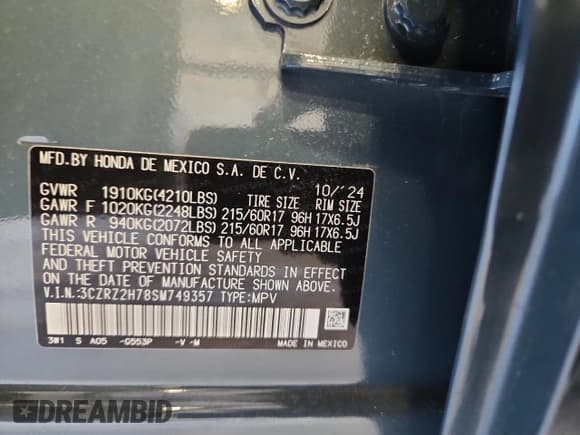 MFD.BY HONDA DE MEXICO S.A. DE C.V.
10/'24
GVWR 1910KG(4210LBS) TIRE SIZE RIM SIZE
GAWR F 1020KG(2248LBS) 215/60R17 96H 17X6.5J
GAWR R 940KG(2072LBS) 215/60R17 96H 17X6.5J
THIS VEHICLE CONFORMS TO ALL APPLICABLE
FEDERAL MOTOR VEHICLE SAFETY
AND THEFT PREVENTION STANDARDS IN EFFECT
ON THE DATE OF MANUFACTURE SHOWN ABOVE.
V.I.N.:3CZRZ2H78SM749357 TYPE:MPV
3W1 S A05 -G553P -V -M MADE IN MEXICO
DREAMBID